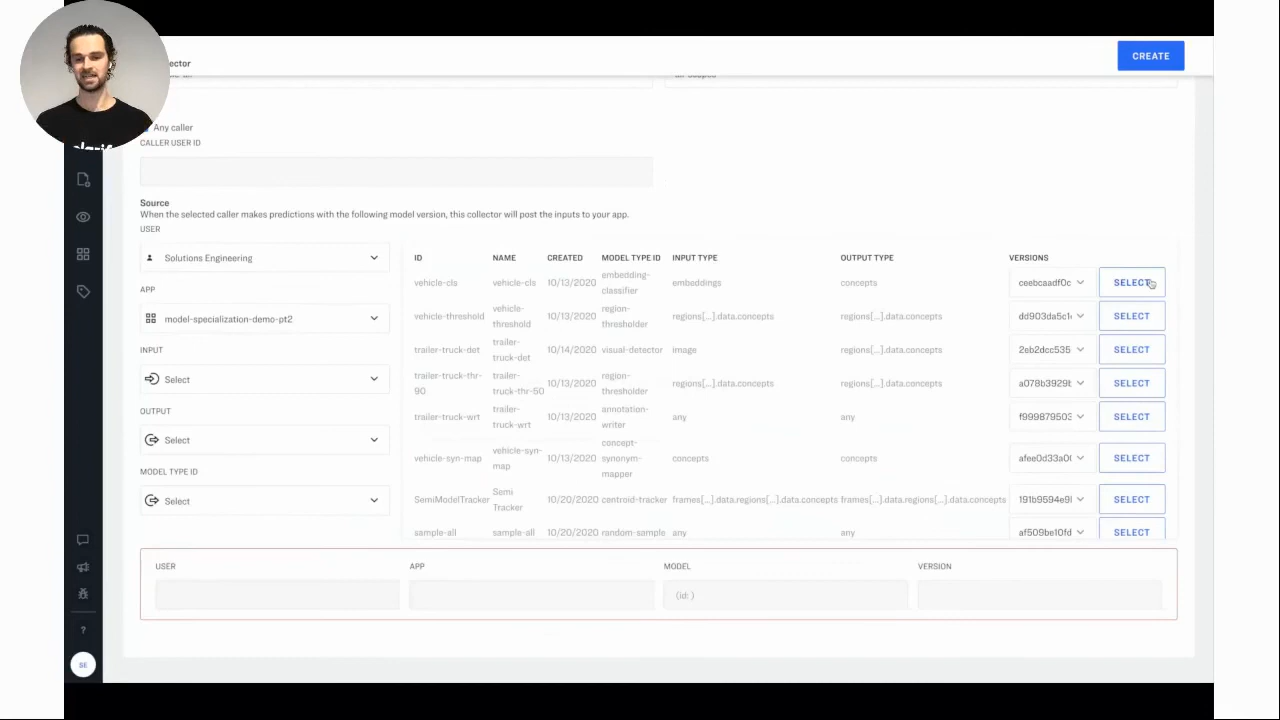 ector
CREATE
Any caller
CALLER USER ID
Source
When the selected caller makes predictions with the following model version, this collector will post the inputs to your app.
USER
Solutions Engineering
APP
model-specialization-demo-pt2
INPUT
Select
OUTPUT
Select
MODEL TYPE ID
Select
ID NAME CREATED MODEL TYPE ID INPUT TYPE OUTPUT TYPE VERSIONS
vehicle-cls vehicle-cls 10/13/2020 embedding-classifier embeddings concepts ceebcaadf0c SELECT
vehicle-threshold vehicle-threshold 10/13/2020 region-thresholder regions[...].data.concepts regions[...].data.concepts dd903da5c1 SELECT
trailer-truck-det trailer-truck-det 10/14/2020 visual-detector image regions[...].data.concepts 2eb2dcc535 SELECT
trailer-truck-thr-90 trailer-truck-thr-50 10/13/2020 region-thresholder regions[...].data.concepts regions[...].data.concepts a078b3929b SELECT
trailer-truck-wrt trailer-truck-wrt 10/13/2020 annotation-writer any any f999879503 SELECT
vehicle-syn-map vehicle-syn-map 10/13/2020 concept-synonym-mapper concepts concepts afee0d33a0 SELECT
SemiModelTracker Semi Tracker 10/20/2020 centroid-tracker frames[...].data.regions[...].data.concepts frames[...].data.regions[...].data.concepts 191b9594e9 SELECT
sample-all sample-all 10/20/2020 random-sample any any af509be10fd SELECT
USER APP MODEL VERSION
(id: )
?
SE